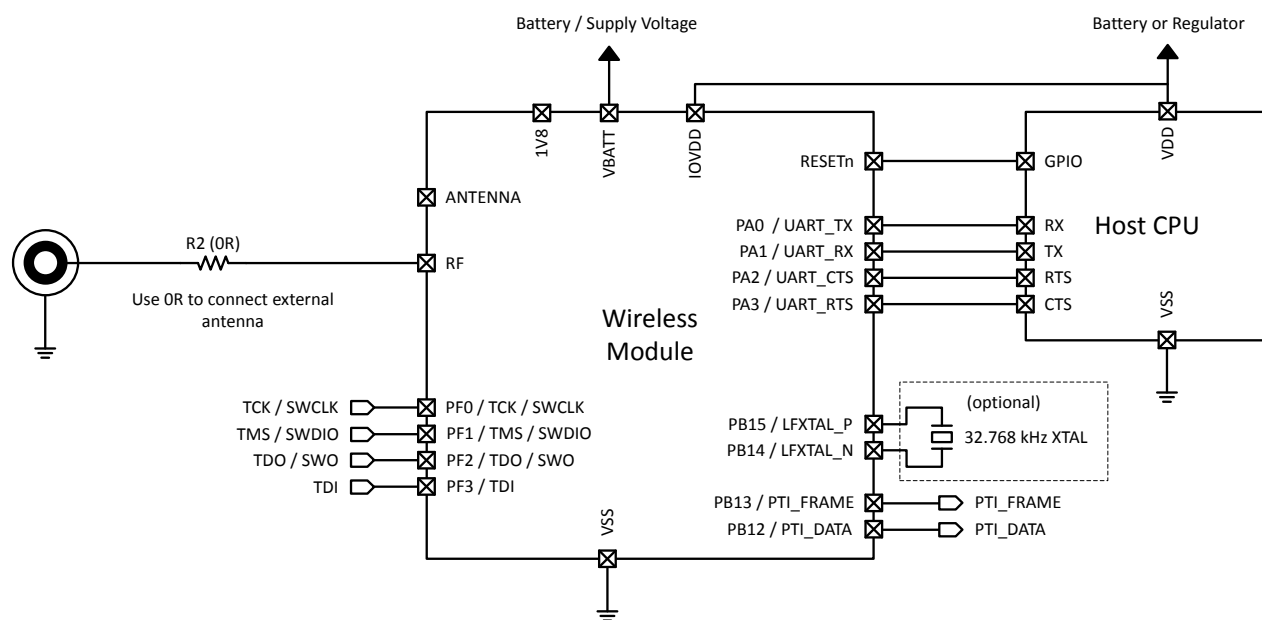 Battery / Supply Voltage
Battery or Regulator
1V8
VBATT
IOVDD
VDD
RESETn
GPIO
ANTENNA
PA0 / UART_TX
RX
Host CPU
R2 (0R)
RF
PA1 / UART_RX
TX
PA2 / UART_CTS
RTS
Use 0R to connect external
antenna
PA3 / UART_RTS
CTS
VSS
Wireless
Module
TCK / SWCLK
PF0 / TCK / SWCLK
(optional)
PB15 / LFXTAL_P
32.768 kHz XTAL
TMS / SWDIO
PF1 / TMS / SWDIO
PB14 / LFXTAL_N
TDO / SWO
PF2 / TDO / SWO
TDI
PF3 / TDI
PB13 / PTI_FRAME
PTI_FRAME
VSS
PB12 / PTI_DATA
PTI_DATA